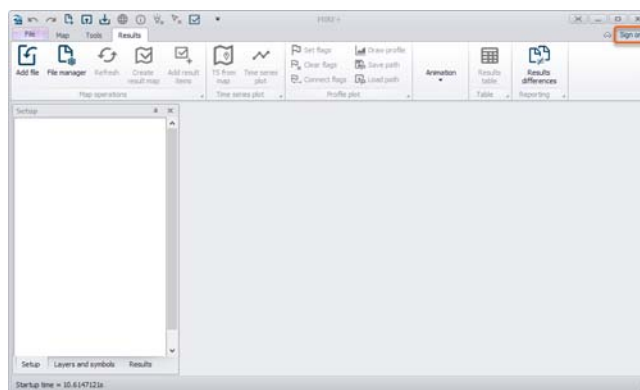 MIKE+
File Map Tools Results Sign on
Add file File manager Refresh Create result map Add result items
TS from map Time series plot
Set flags Draw profile
Clear flags Save path
Connect flags Load path
Animation Results table Results differences
Map operations Time series plot Profile plot Table Reporting
Setup
Setup Layers and symbols Results
Startup time = 10.6147121s